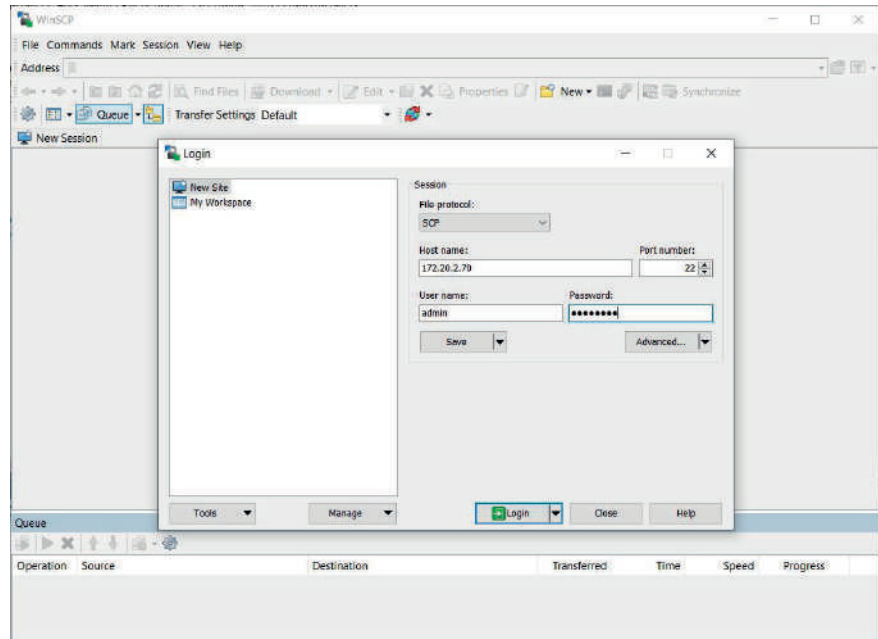 WinSCP
File Commands Mark Session View Help
Address
Find Files Download Edit Properties New Synchronize
Queue Transfer Settings Default
New Session
Login
New Site
My Workspace
Session
File protocol:
SCP
Host name: Port number:
172.20.2.79 22
User name: Password:
admin ●●●●●●●●
Save Advanced...
Tools Manage Login Close Help
Queue
Operation Source Destination Transferred Time Speed Progress